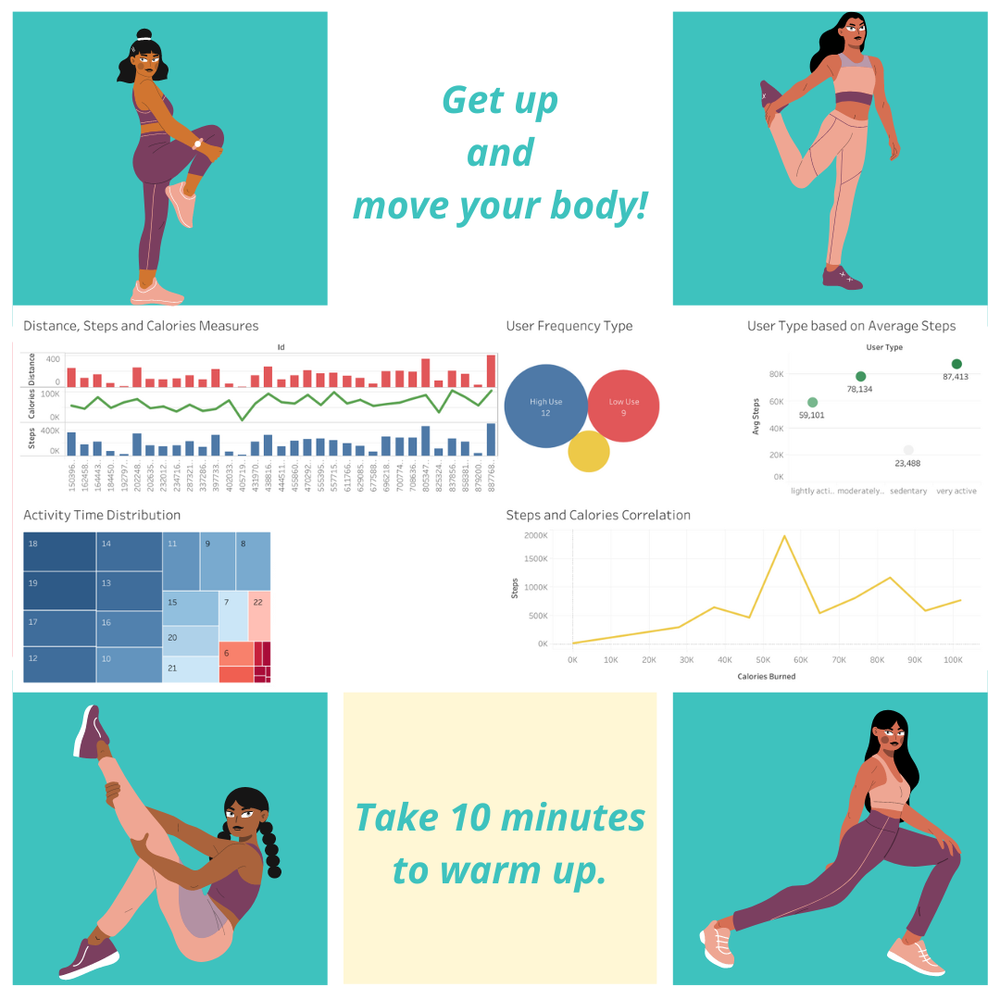 Get up
and
move your body!
Distance, Steps and Calories Measures
Id
Distance
400
0
Calories
100K
0K
Steps
400K
0K
150396..
162458..
164443..
184450..
192797..
202248..
202635..
232012..
234716..
287321..
337286..
397733..
402033..
405719..
431970..
438816..
444511..
455860..
470292..
555395..
557715..
611766..
629085..
677588..
696218..
700774..
708636..
805347..
825324..
837856..
858381..
879200..
887768..
User Frequency Type
High Use
12
Low Use
9
User Type based on Average Steps
User Type
Avg Steps
80K
60K
40K
20K
0K
59,101
78,134
23,488
87,413
lightly acti.. moderately.. sedentary very active
Activity Time Distribution
18
19
17
12
14
13
16
10
11
9
8
15
20
21
7
22
6
Steps and Calories Correlation
Steps
2000K
1500K
1000K
500K
0K
0K 10K 20K 30K 40K 50K 60K 70K 80K 90K 100K
Calories Burned
Take 10 minutes
to warm up.